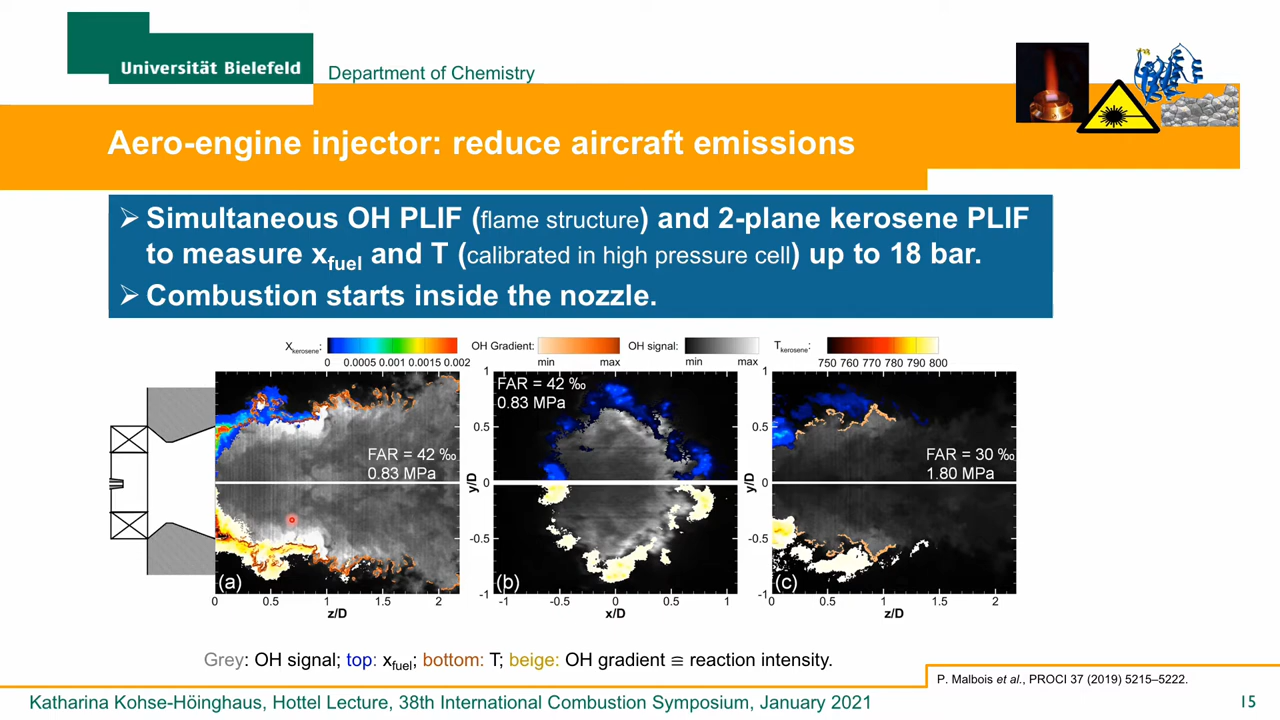 Universität Bielefeld
Department of Chemistry
Aero-engine injector: reduce aircraft emissions
➢ Simultaneous OH PLIF (flame structure) and 2-plane kerosene PLIF
to measure xfuel and T (calibrated in high pressure cell) up to 18 bar.
➢ Combustion starts inside the nozzle.
Xkerosene: 0 0.0005 0.001 0.0015 0.002
OH Gradient: min max
OH signal: min max
Tkerosene: 750 760 770 780 790 800
FAR = 42 ‰
0.83 MPa
(a)
0 0.5 1 1.5 2
z/D
FAR = 42 ‰
0.83 MPa
1
0.5
0
-0.5
-1
y/D
(b)
-1 -0.5 0 0.5 1
x/D
FAR = 30 ‰
1.80 MPa
1
0.5
0
-0.5
-1
y/D
(c)
0 0.5 1 1.5 2
z/D
Grey: OH signal; top: xfuel; bottom: T; beige: OH gradient ≡ reaction intensity.
P. Malbois et al., PROCI 37 (2019) 5215–5222.
Katharina Kohse-Höinghaus, Hottel Lecture, 38th International Combustion Symposium, January 2021
15